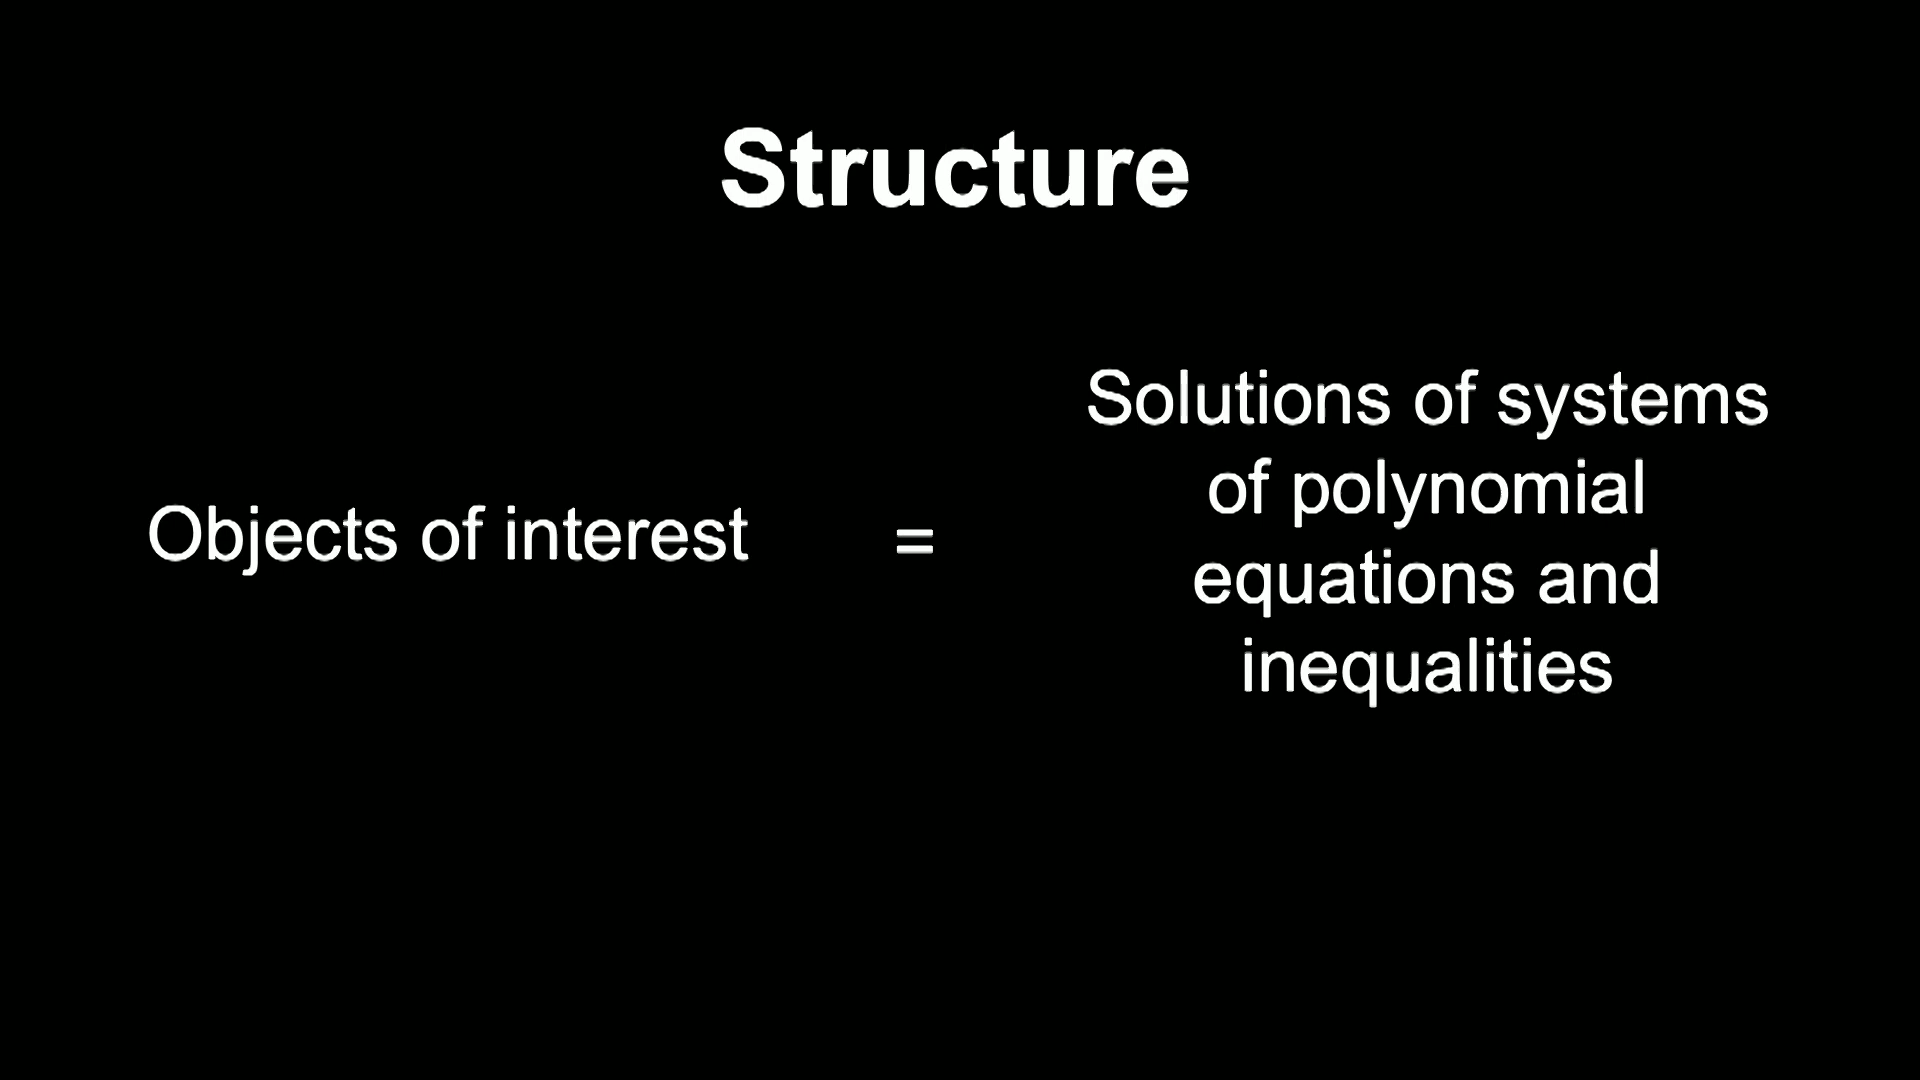 Structure
Objects of interest
=
Solutions of systems
of polynomial
equations and
inequalities